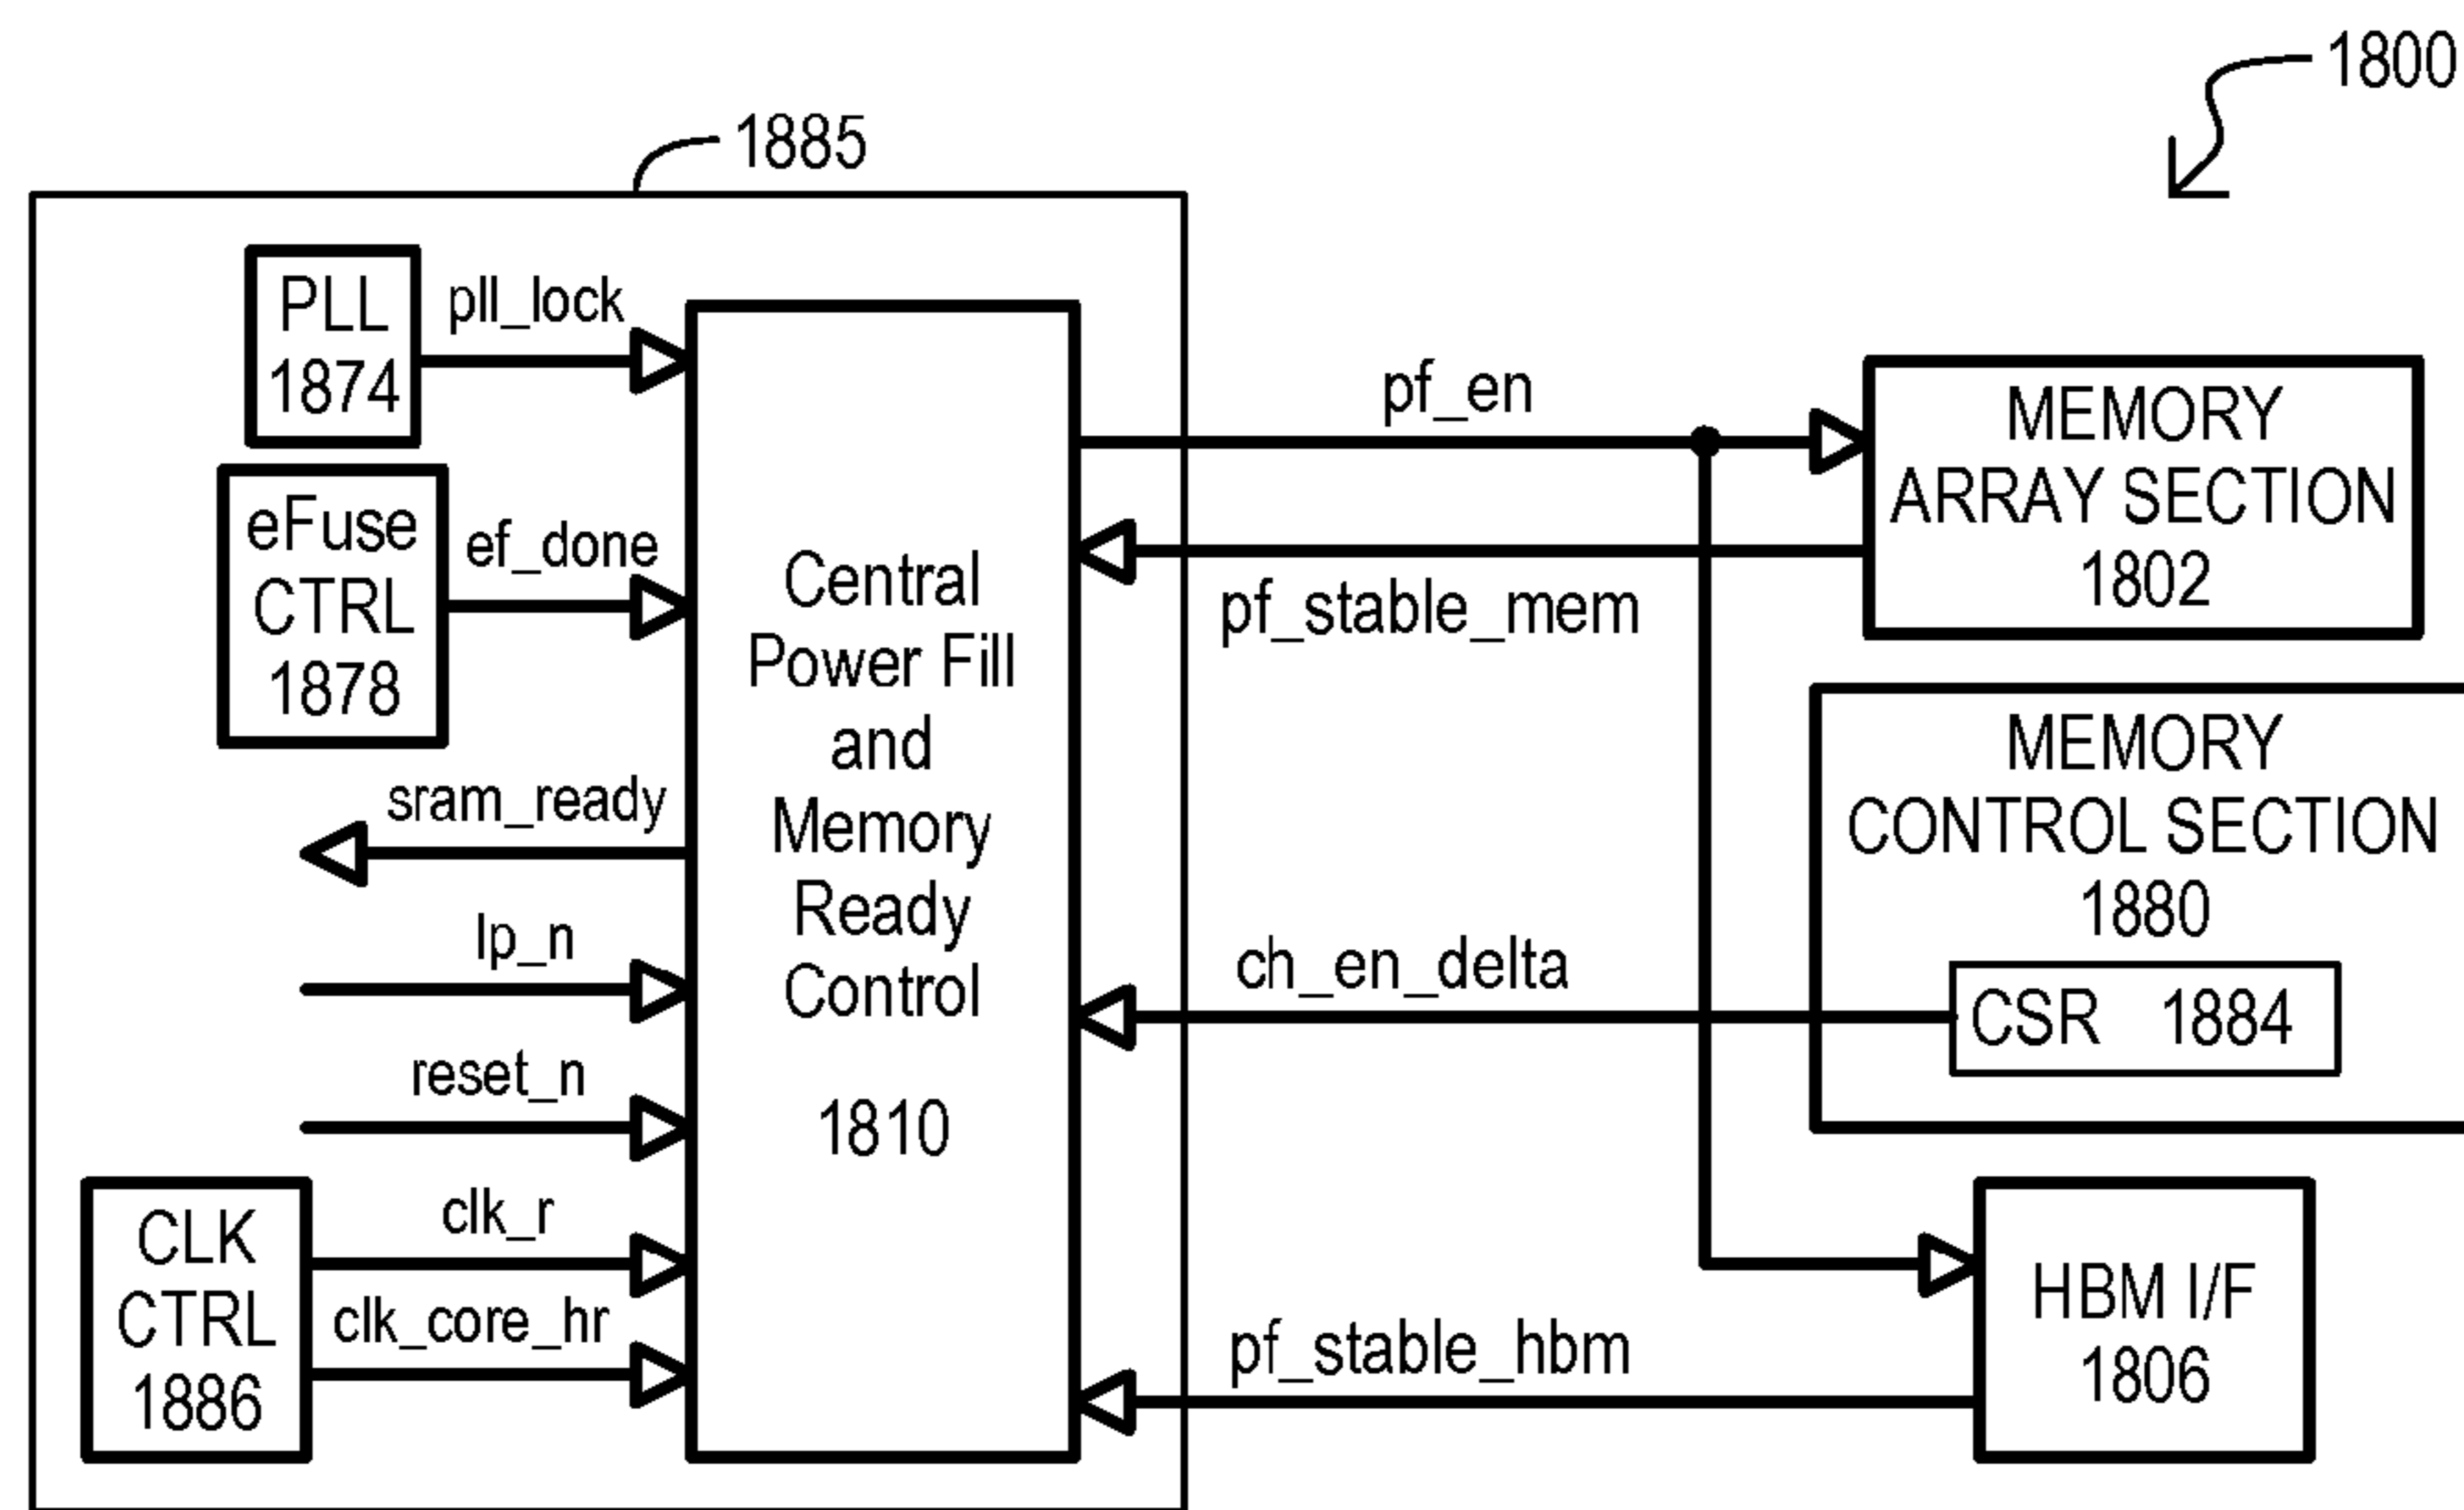 1800
1885
PLL
1874
pll_lock
eFuse
CTRL
1878
ef_done
sram_ready
lp_n
reset_n
CLK
CTRL
1886
clk_r
clk_core_hr
Central
Power Fill
and
Memory
Ready
Control
1810
pf_en
pf_stable_mem
ch_en_delta
pf_stable_hbm
MEMORY
ARRAY SECTION
1802
MEMORY
CONTROL SECTION
1880
CSR 1884
HBM I/F
1806